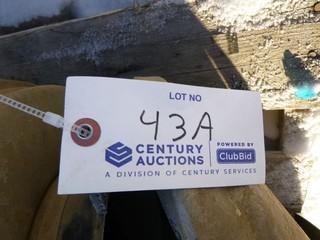 LOT NO
43A
CENTURY AUCTIONS
POWERED BY
ClubBid
A DIVISION OF CENTURY SERVICES